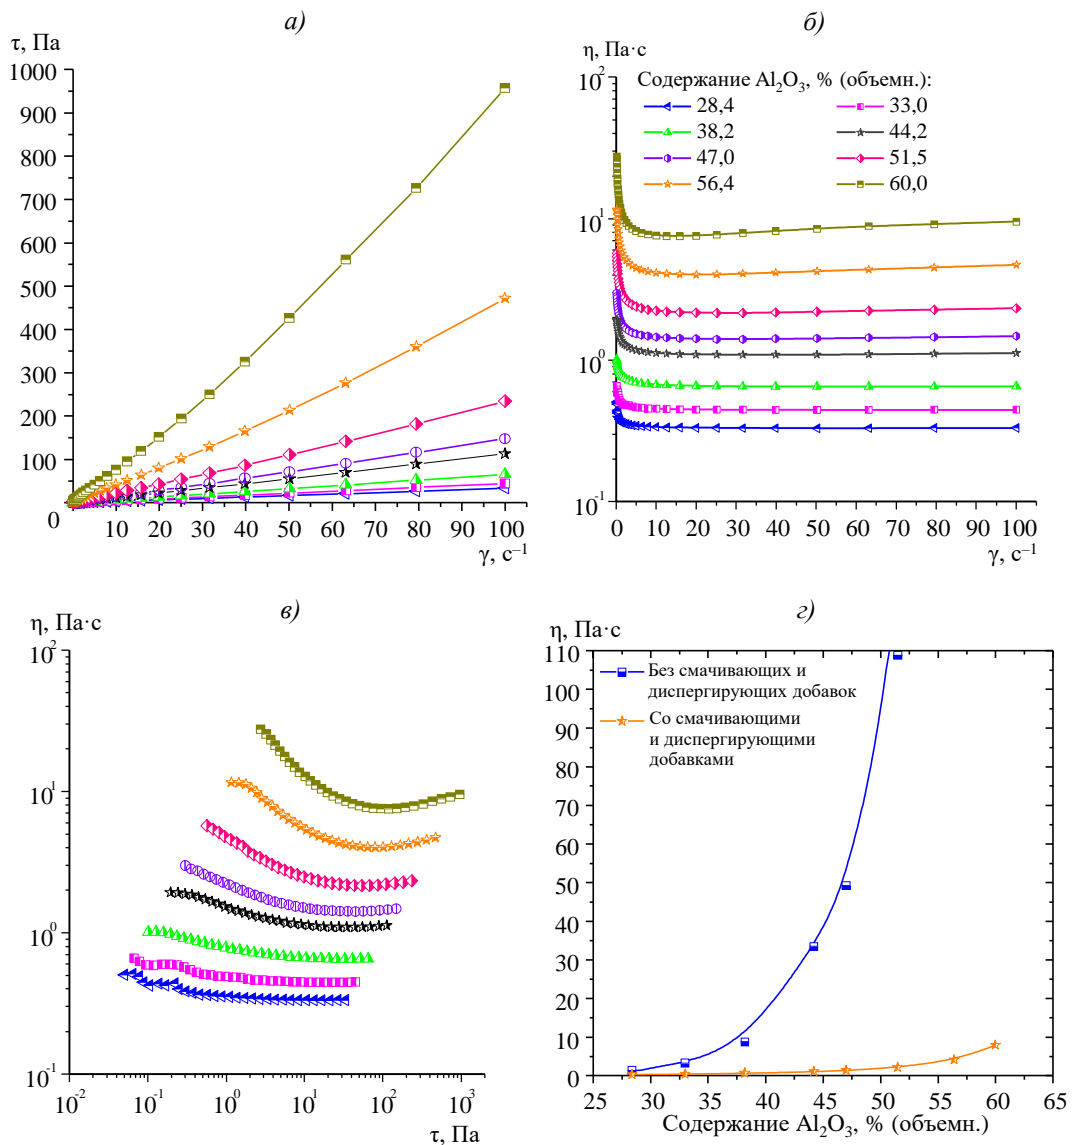 а)
τ, Па
1000
900
800
700
600
500
400
300
200
100
0
10 20 30 40 50 60 70 80 90 100
γ, с–1
б)
η, Па·с
102
Содержание Al2O3, % (объемн.):
28,4 33,0
38,2 44,2
47,0 51,5
56,4 60,0
101
100
10-1
0 10 20 30 40 50 60 70 80 90 100
γ, с–1
в)
η, Па·с
102
101
100
10-1
10-2 10-1 100 101 102 103
τ, Па
г)
η, Па·с
110
100
90
80
70
60
50
40
30
20
10
0
Без смачивающих и
диспергирующих добавок
Со смачивающими
и диспергирующими
добавками
25 30 35 40 45 50 55 60 65
Содержание Al2O3, % (объемн.)